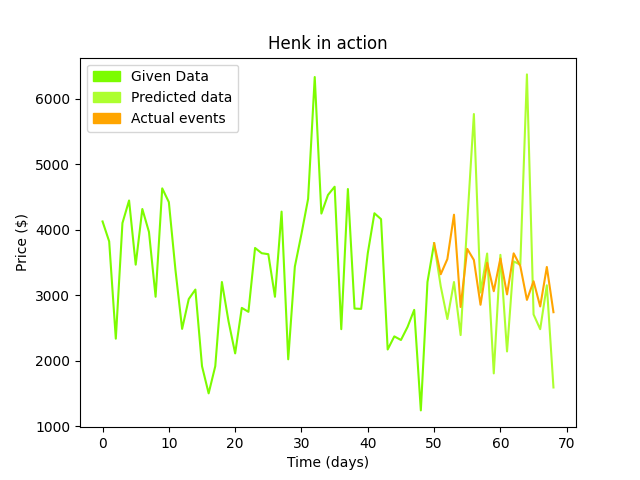 Henk in action
Given Data
Predicted data
Actual events
Price ($)
6000
5000
4000
3000
2000
1000
0 10 20 30 40 50 60 70
Time (days)